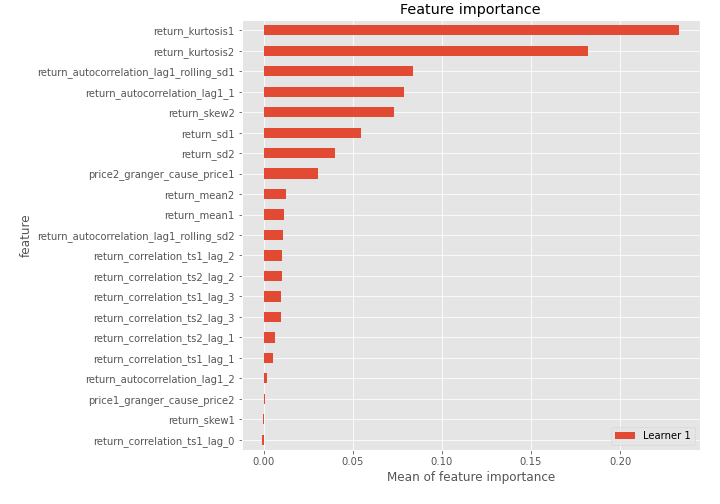 Feature importance
return_kurtosis1
return_kurtosis2
return_autocorrelation_lag1_rolling_sd1
return_autocorrelation_lag1_1
return_skew2
return_sd1
return_sd2
price2_granger_cause_price1
return_mean2
return_mean1
return_autocorrelation_lag1_rolling_sd2
return_correlation_ts1_lag_2
return_correlation_ts2_lag_2
return_correlation_ts1_lag_3
return_correlation_ts2_lag_3
return_correlation_ts2_lag_1
return_correlation_ts1_lag_1
return_autocorrelation_lag1_2
price1_granger_cause_price2
return_skew1
return_correlation_ts1_lag_0
feature
Learner 1
0.00 0.05 0.10 0.15 0.20
Mean of feature importance